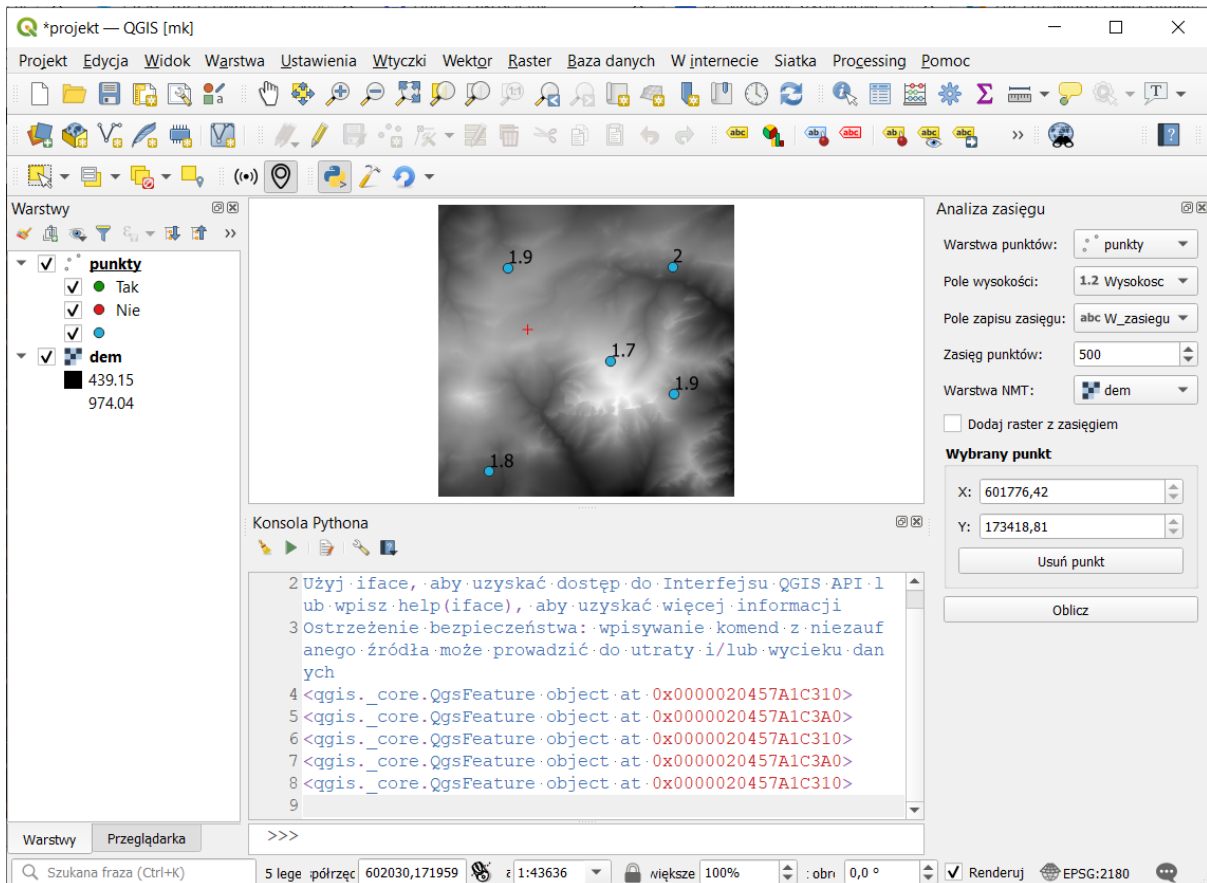 *projekt — QGIS [mk]
Projekt Edycja Widok Warstwa Ustawienia Wtyczki Wektor Raster Baza danych W internecie Siatka Processing Pomoc
Warstwy
punkty
Tak
Nie
dem
439.15
974.04
1.9
2
1.7
1.9
1.8
Konsola Pythona
2 Użyj iface, aby uzyskać dostęp do Interfejsu QGIS API l
ub wpisz help(iface), aby uzyskać więcej informacji
3 Ostrzeżenie bezpieczeństwa: wpisywanie komend z niezauf
anego źródła może prowadzić do utraty i/lub wycieku dan
ych
4 <qgis._core.QgsFeature object at 0x0000020457A1C310>
5 <qgis._core.QgsFeature object at 0x0000020457A1C3A0>
6 <qgis._core.QgsFeature object at 0x0000020457A1C310>
7 <qgis._core.QgsFeature object at 0x0000020457A1C3A0>
8 <qgis._core.QgsFeature object at 0x0000020457A1C310>
9
>>>
Analiza zasięgu
Warstwa punktów: punkty
Pole wysokości: 1.2 Wysokosc
Pole zapisu zasięgu: abc W_zasiegu
Zasięg punktów: 500
Warstwa NMT: dem
Dodaj raster z zasięgiem
Wybrany punkt
X: 601776,42
Y: 173418,81
Usuń punkt
Oblicz
Warstwy Przeglądarka
Szukana fraza (Ctrl+K) 5 lege półrzęd 602030,171959 1:43636 większe 100% : obr 0,0 ° Renderuj EPSG:2180